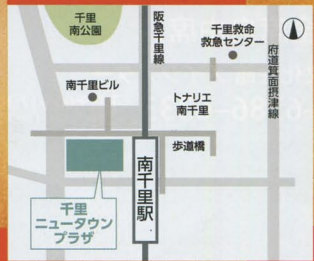 千里
南公園
阪急千里線
千里救命
救急センター
府道箕面摂津線
南千里ビル
トナリエ
南千里
歩道橋
南千里駅
千里
ニュータウン
プラザ